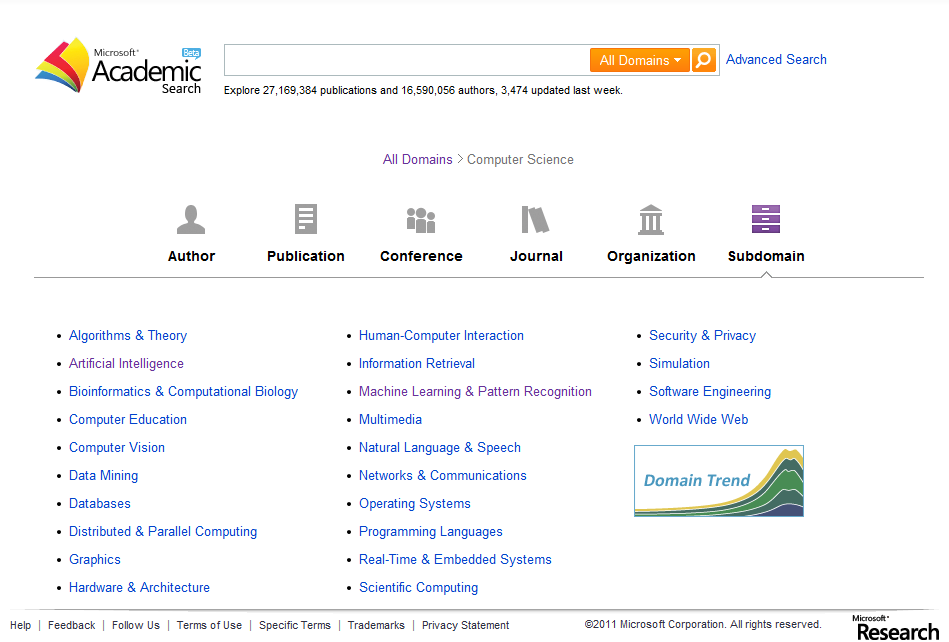 Microsoft®
Beta
Academic
Search
All Domains
Advanced Search
Explore 27,169,384 publications and 16,590,056 authors, 3,474 updated last week.
All Domains > Computer Science
Author Publication Conference Journal Organization Subdomain
• Algorithms & Theory
• Artificial Intelligence
• Bioinformatics & Computational Biology
• Computer Education
• Computer Vision
• Data Mining
• Databases
• Distributed & Parallel Computing
• Graphics
• Hardware & Architecture
• Human-Computer Interaction
• Information Retrieval
• Machine Learning & Pattern Recognition
• Multimedia
• Natural Language & Speech
• Networks & Communications
• Operating Systems
• Programming Languages
• Real-Time & Embedded Systems
• Scientific Computing
• Security & Privacy
• Simulation
• Software Engineering
• World Wide Web
Domain Trend
Help | Feedback | Follow Us | Terms of Use | Specific Terms | Trademarks | Privacy Statement
©2011 Microsoft Corporation. All rights reserved.
Microsoft®
Research